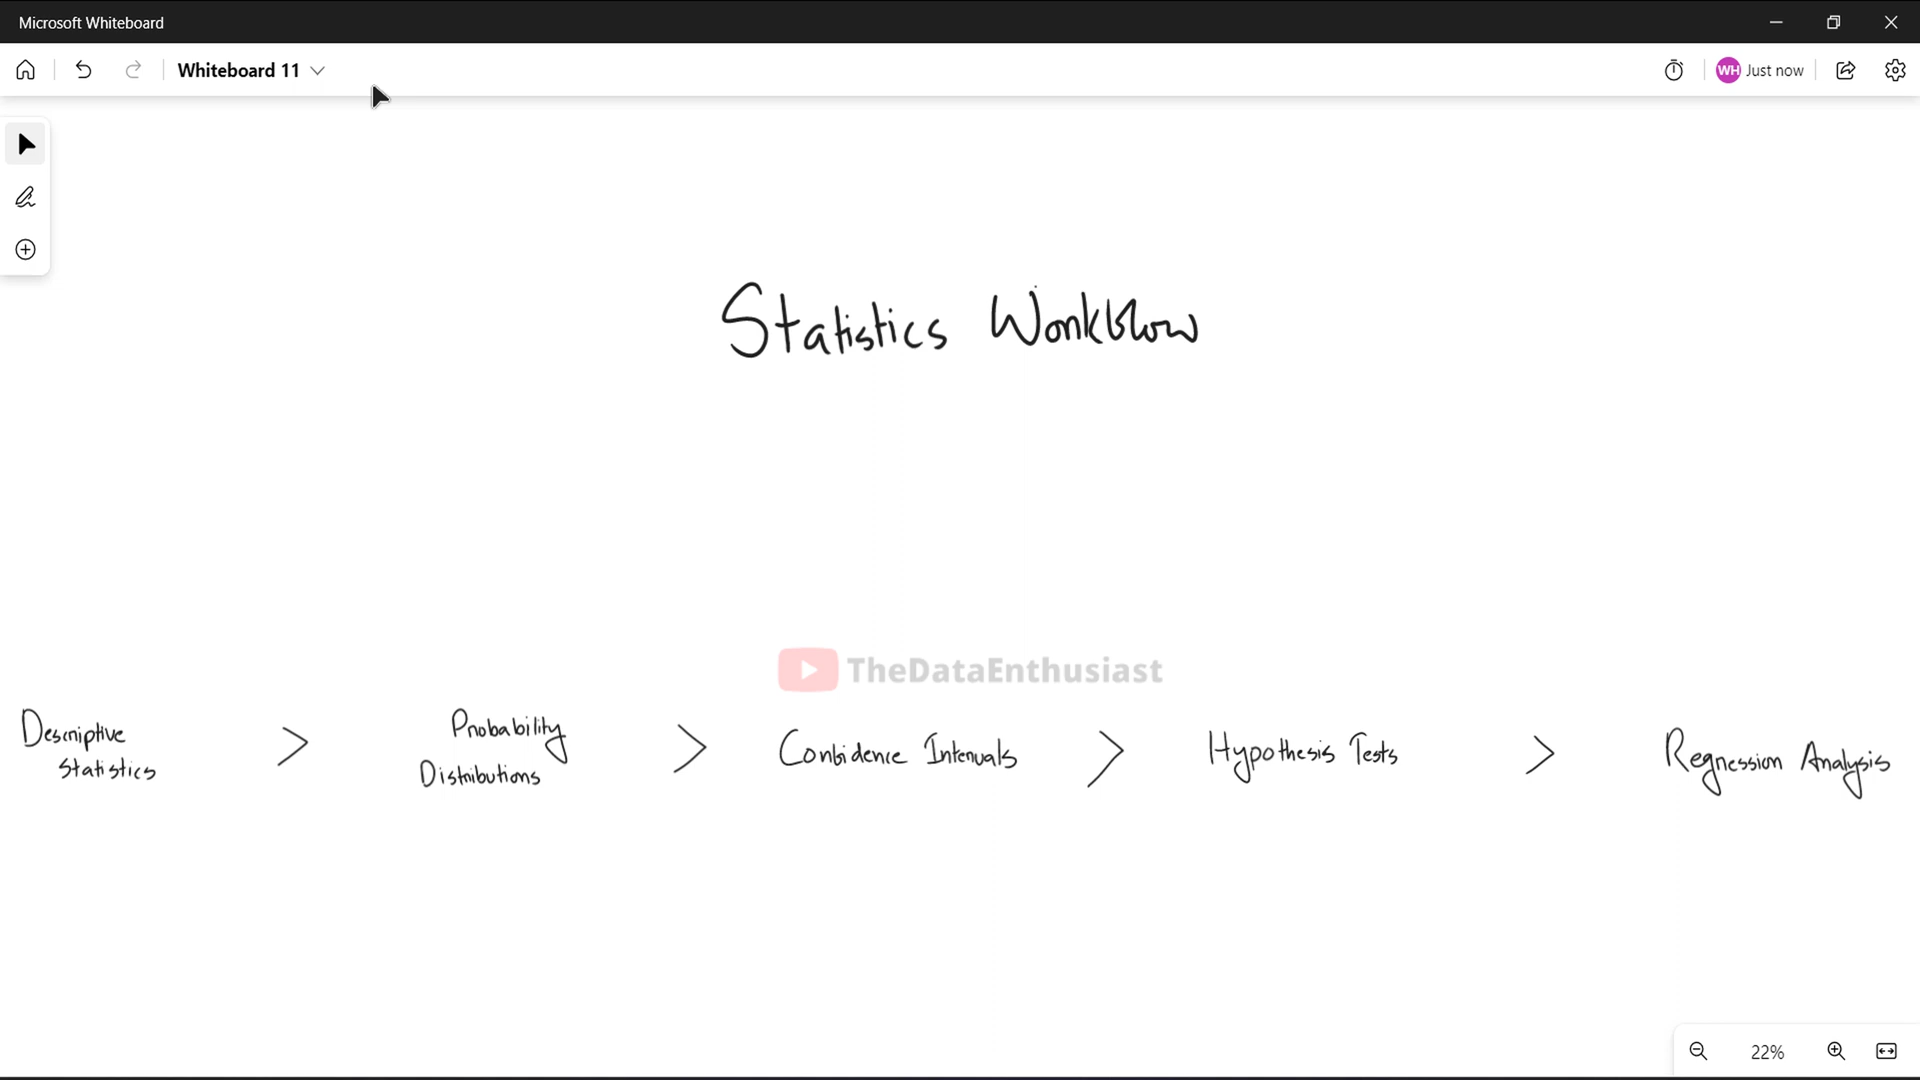 Microsoft Whiteboard
Whiteboard 11
WH Just now
Statistics Workflow
TheDataEnthusiast
Descriptive
Statistics
>
Probability
Distributions
>
Confidence Intervals
>
Hypothesis Tests
>
Regression Analysis
22%